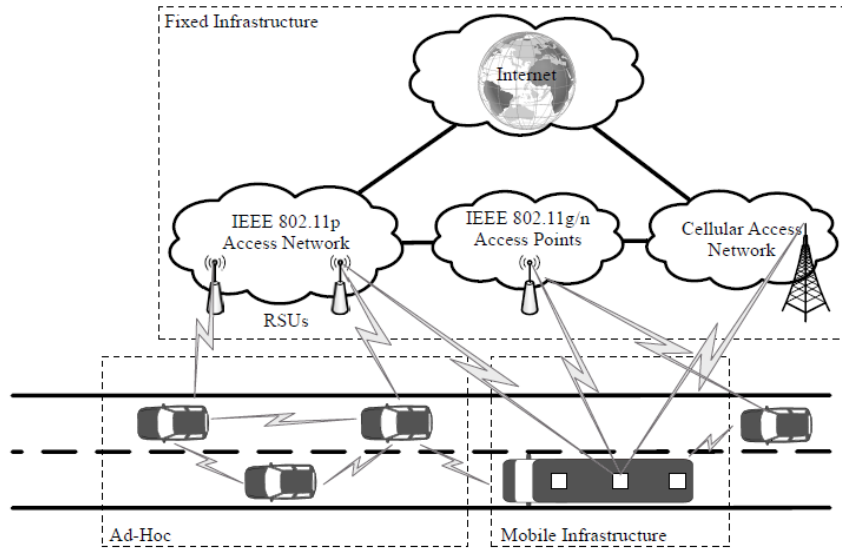 Fixed Infrastructure
Internet
IEEE 802.11p
Access Network
IEEE 802.11g/n
Access Points
Cellular Access
Network
RSUs
Ad-Hoc
Mobile Infrastructure